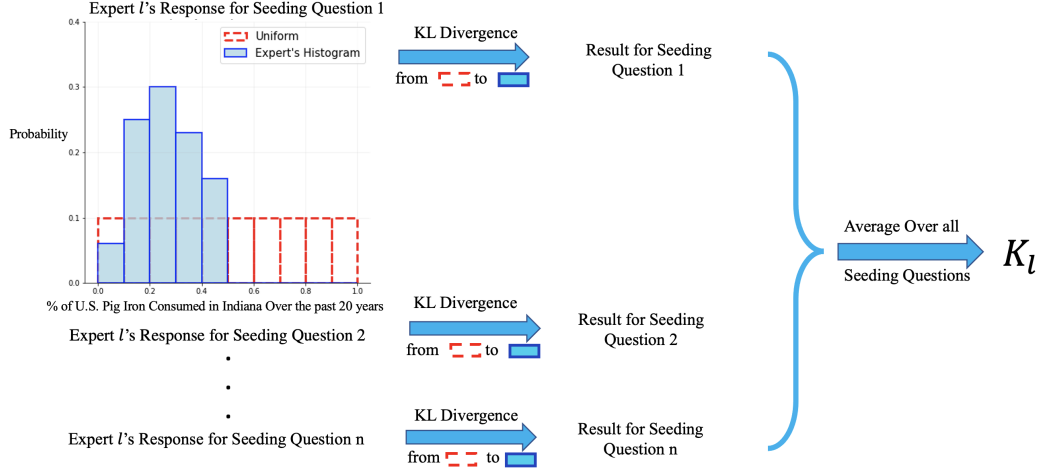 Expert l's Response for Seeding Question 1
0.4
Uniform
Expert's Histogram
0.3
Probability
0.2
0.1
0.0
0.0 0.2 0.4 0.6 0.8 1.0
% of U.S. Pig Iron Consumed in Indiana Over the past 20 years
KL Divergence
from to
Result for Seeding
Question 1
Expert l's Response for Seeding Question 2
KL Divergence
from to
Result for Seeding
Question 2
Expert l's Response for Seeding Question n
KL Divergence
from to
Result for Seeding
Question n
Average Over all
Seeding Questions
K_l